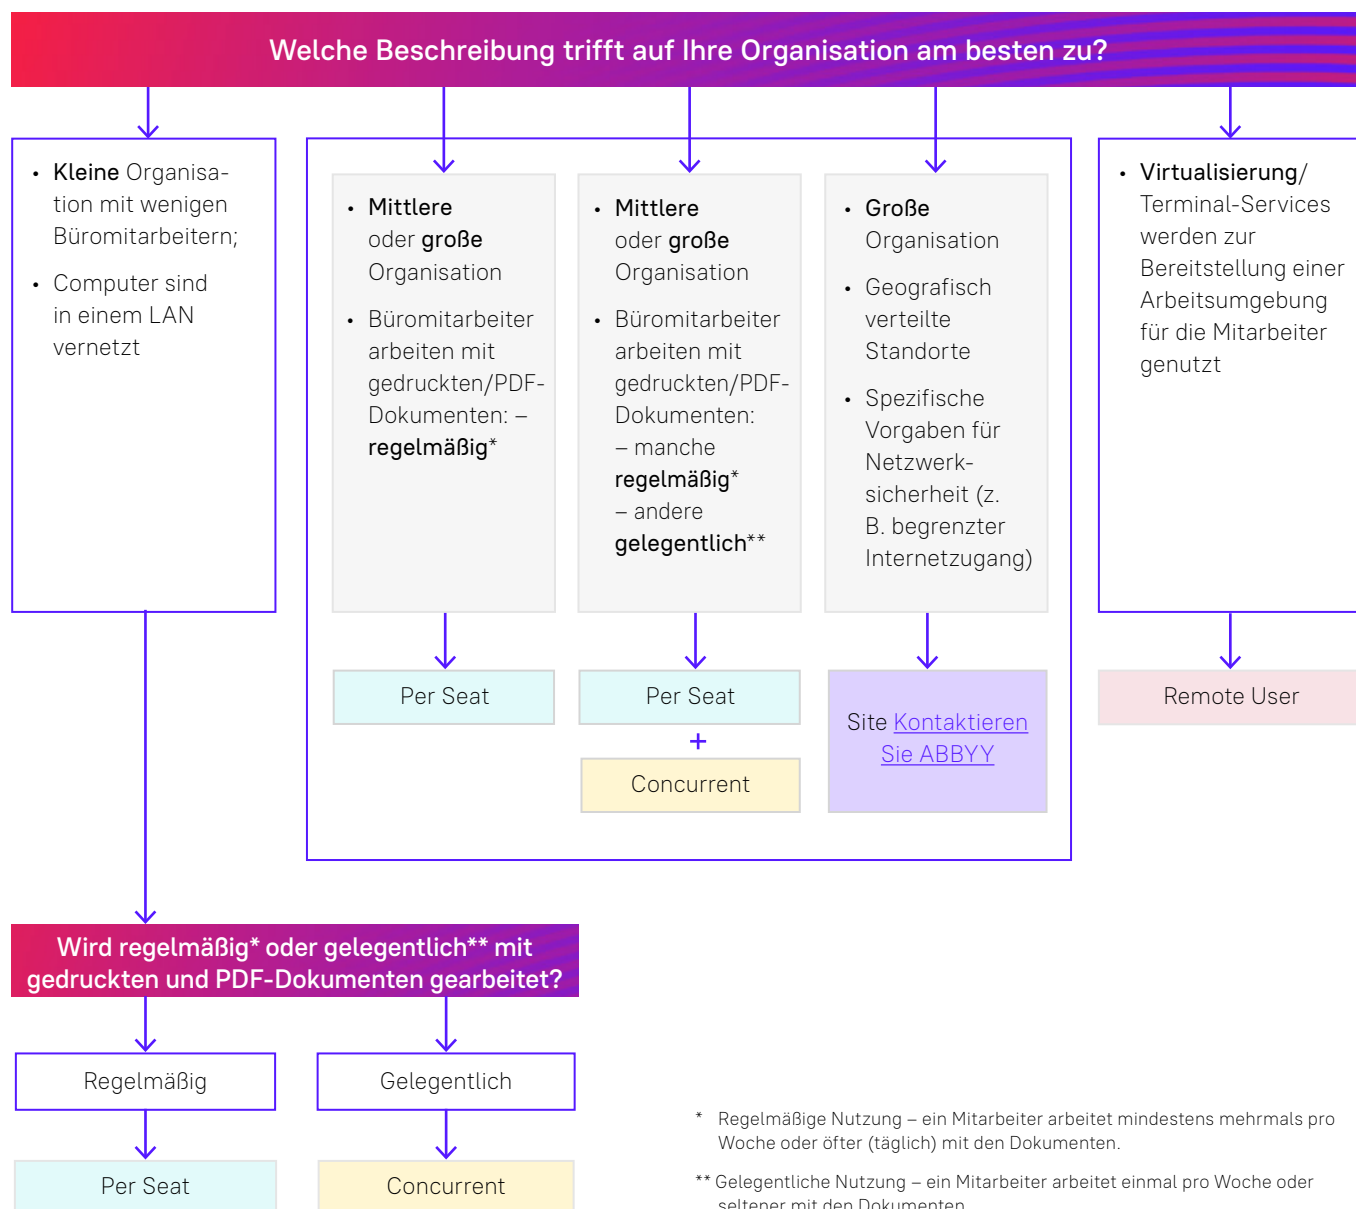 Welche Beschreibung trifft auf Ihre Organisation am besten zu?
• Kleine Organisa-
tion mit wenigen
Büromitarbeitern;
• Computer sind
in einem LAN
vernetzt
• Mittlere
oder große
Organisation
• Büromitarbeiter
arbeiten mit
gedruckten/PDF-
Dokumenten: –
regelmäßig*
Per Seat
• Mittlere
oder große
Organisation
• Büromitarbeiter
arbeiten mit
gedruckten/PDF-
Dokumenten:
– manche
regelmäßig*
– andere
gelegentlich**
Per Seat
+
Concurrent
• Große
Organisation
• Geografisch
verteilte
Standorte
• Spezifische
Vorgaben für
Netzwerk-
sicherheit (z.
B. begrenzter
Internetzugang)
Site Kontaktieren
Sie ABBYY
• Virtualisierung/
Terminal-Services
werden zur
Bereitstellung einer
Arbeitsumgebung
für die Mitarbeiter
genutzt
Remote User
Wird regelmäßig* oder gelegentlich** mit
gedruckten und PDF-Dokumenten gearbeitet?
Regelmäßig
Per Seat
Gelegentlich
Concurrent
* Regelmäßige Nutzung – ein Mitarbeiter arbeitet mindestens mehrmals pro
Woche oder öfter (täglich) mit den Dokumenten.
** Gelegentliche Nutzung – ein Mitarbeiter arbeitet einmal pro Woche oder
seltener mit den Dokumenten